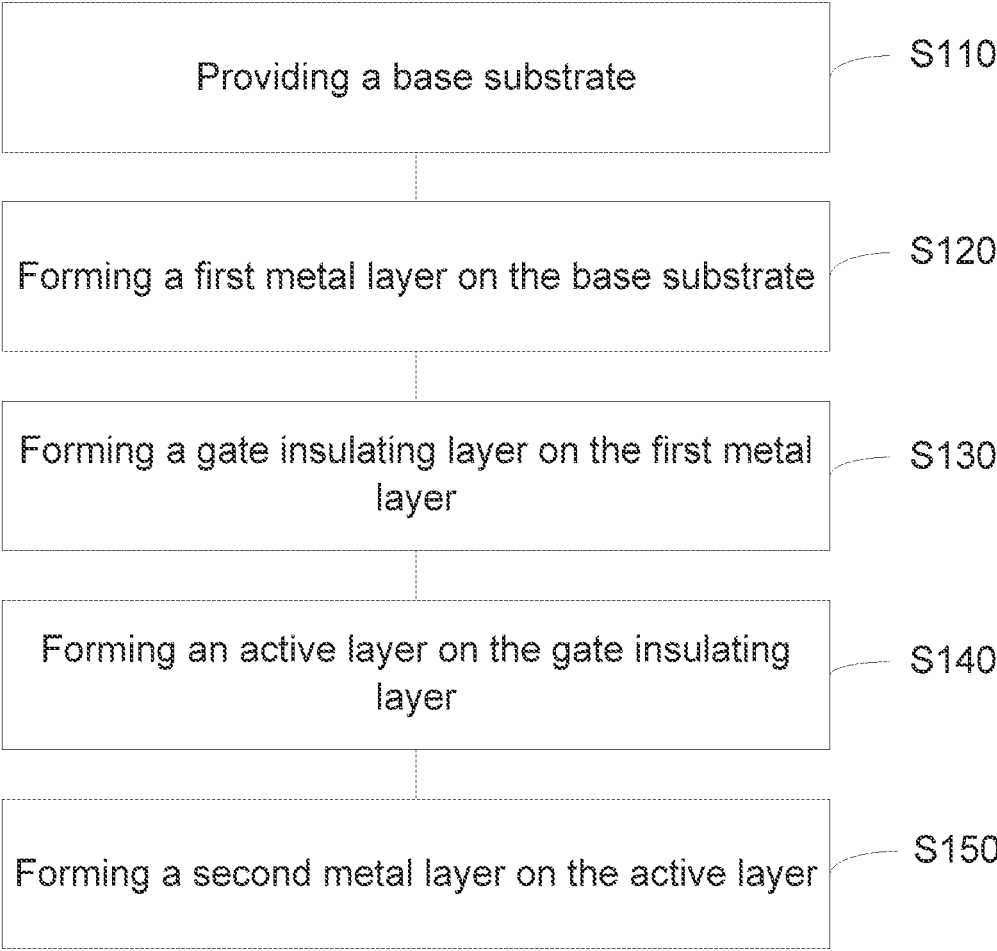 Providing a base substrate
S110
Forming a first metal layer on the base substrate
S120
Forming a gate insulating layer on the first metal
layer
S130
Forming an active layer on the gate insulating
layer
S140
Forming a second metal layer on the active layer
S150